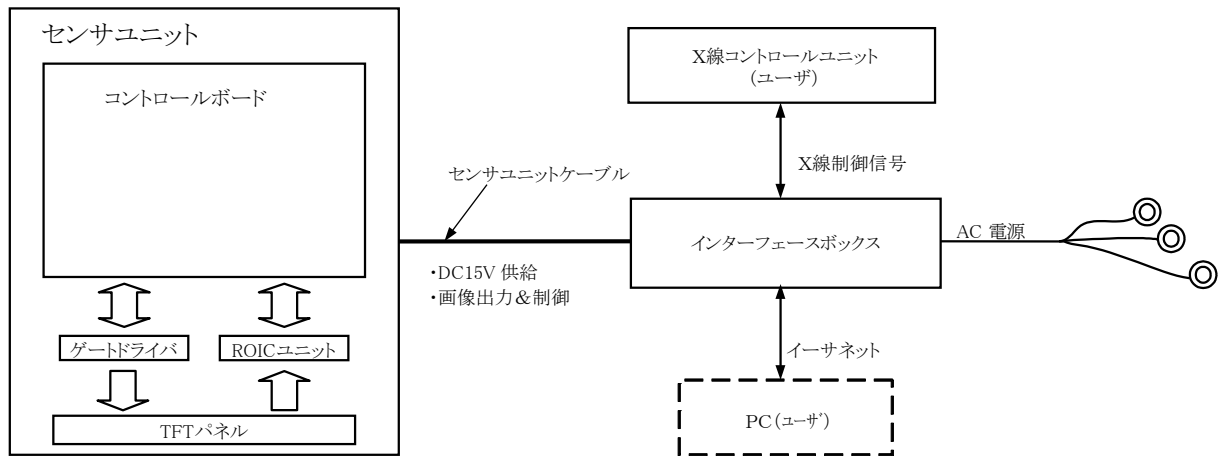 センサユニット
コントロールボード
ゲートドライバ
ROICユニット
TFTパネル
センサユニットケーブル
・DC15V 供給
・画像出力＆制御
X線コントロールユニット
(ユーザ)
X線制御信号
インターフェースボックス
AC 電源
イーサネット
PC(ユーザ)